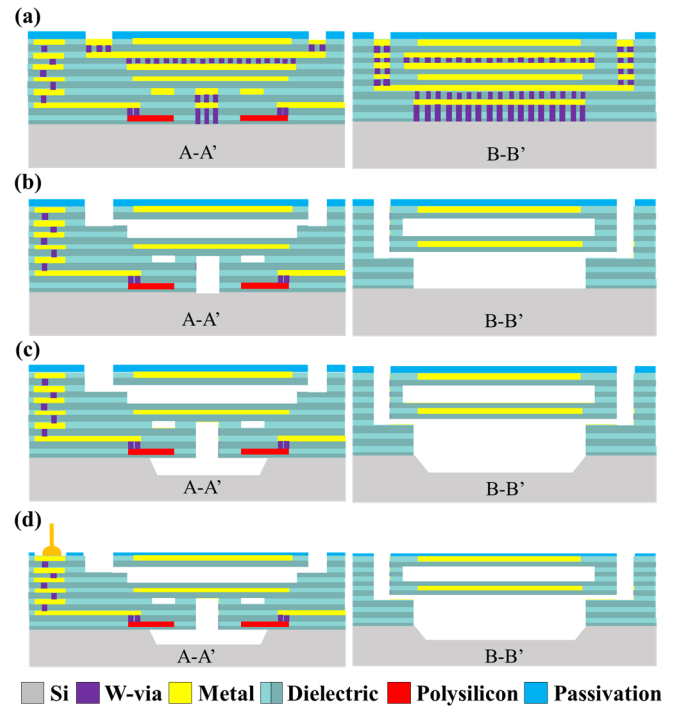 (a)
A-A’ B-B’
(b)
A-A’ B-B’
(c)
A-A’ B-B’
(d)
A-A’ B-B’
Si W-via Metal Dielectric Polysilicon Passivation